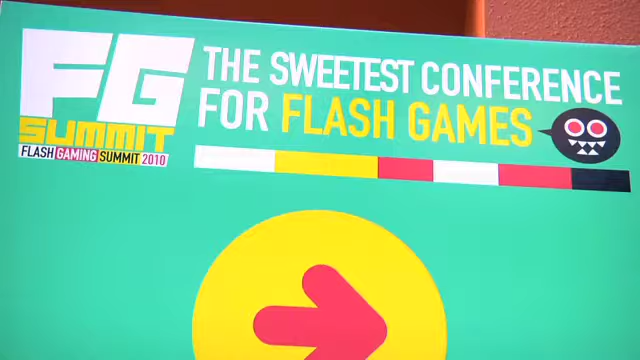 FG
SUMMIT
FLASH GAMING SUMMIT 2010
THE SWEETEST CONFERENCE
FOR FLASH GAMES